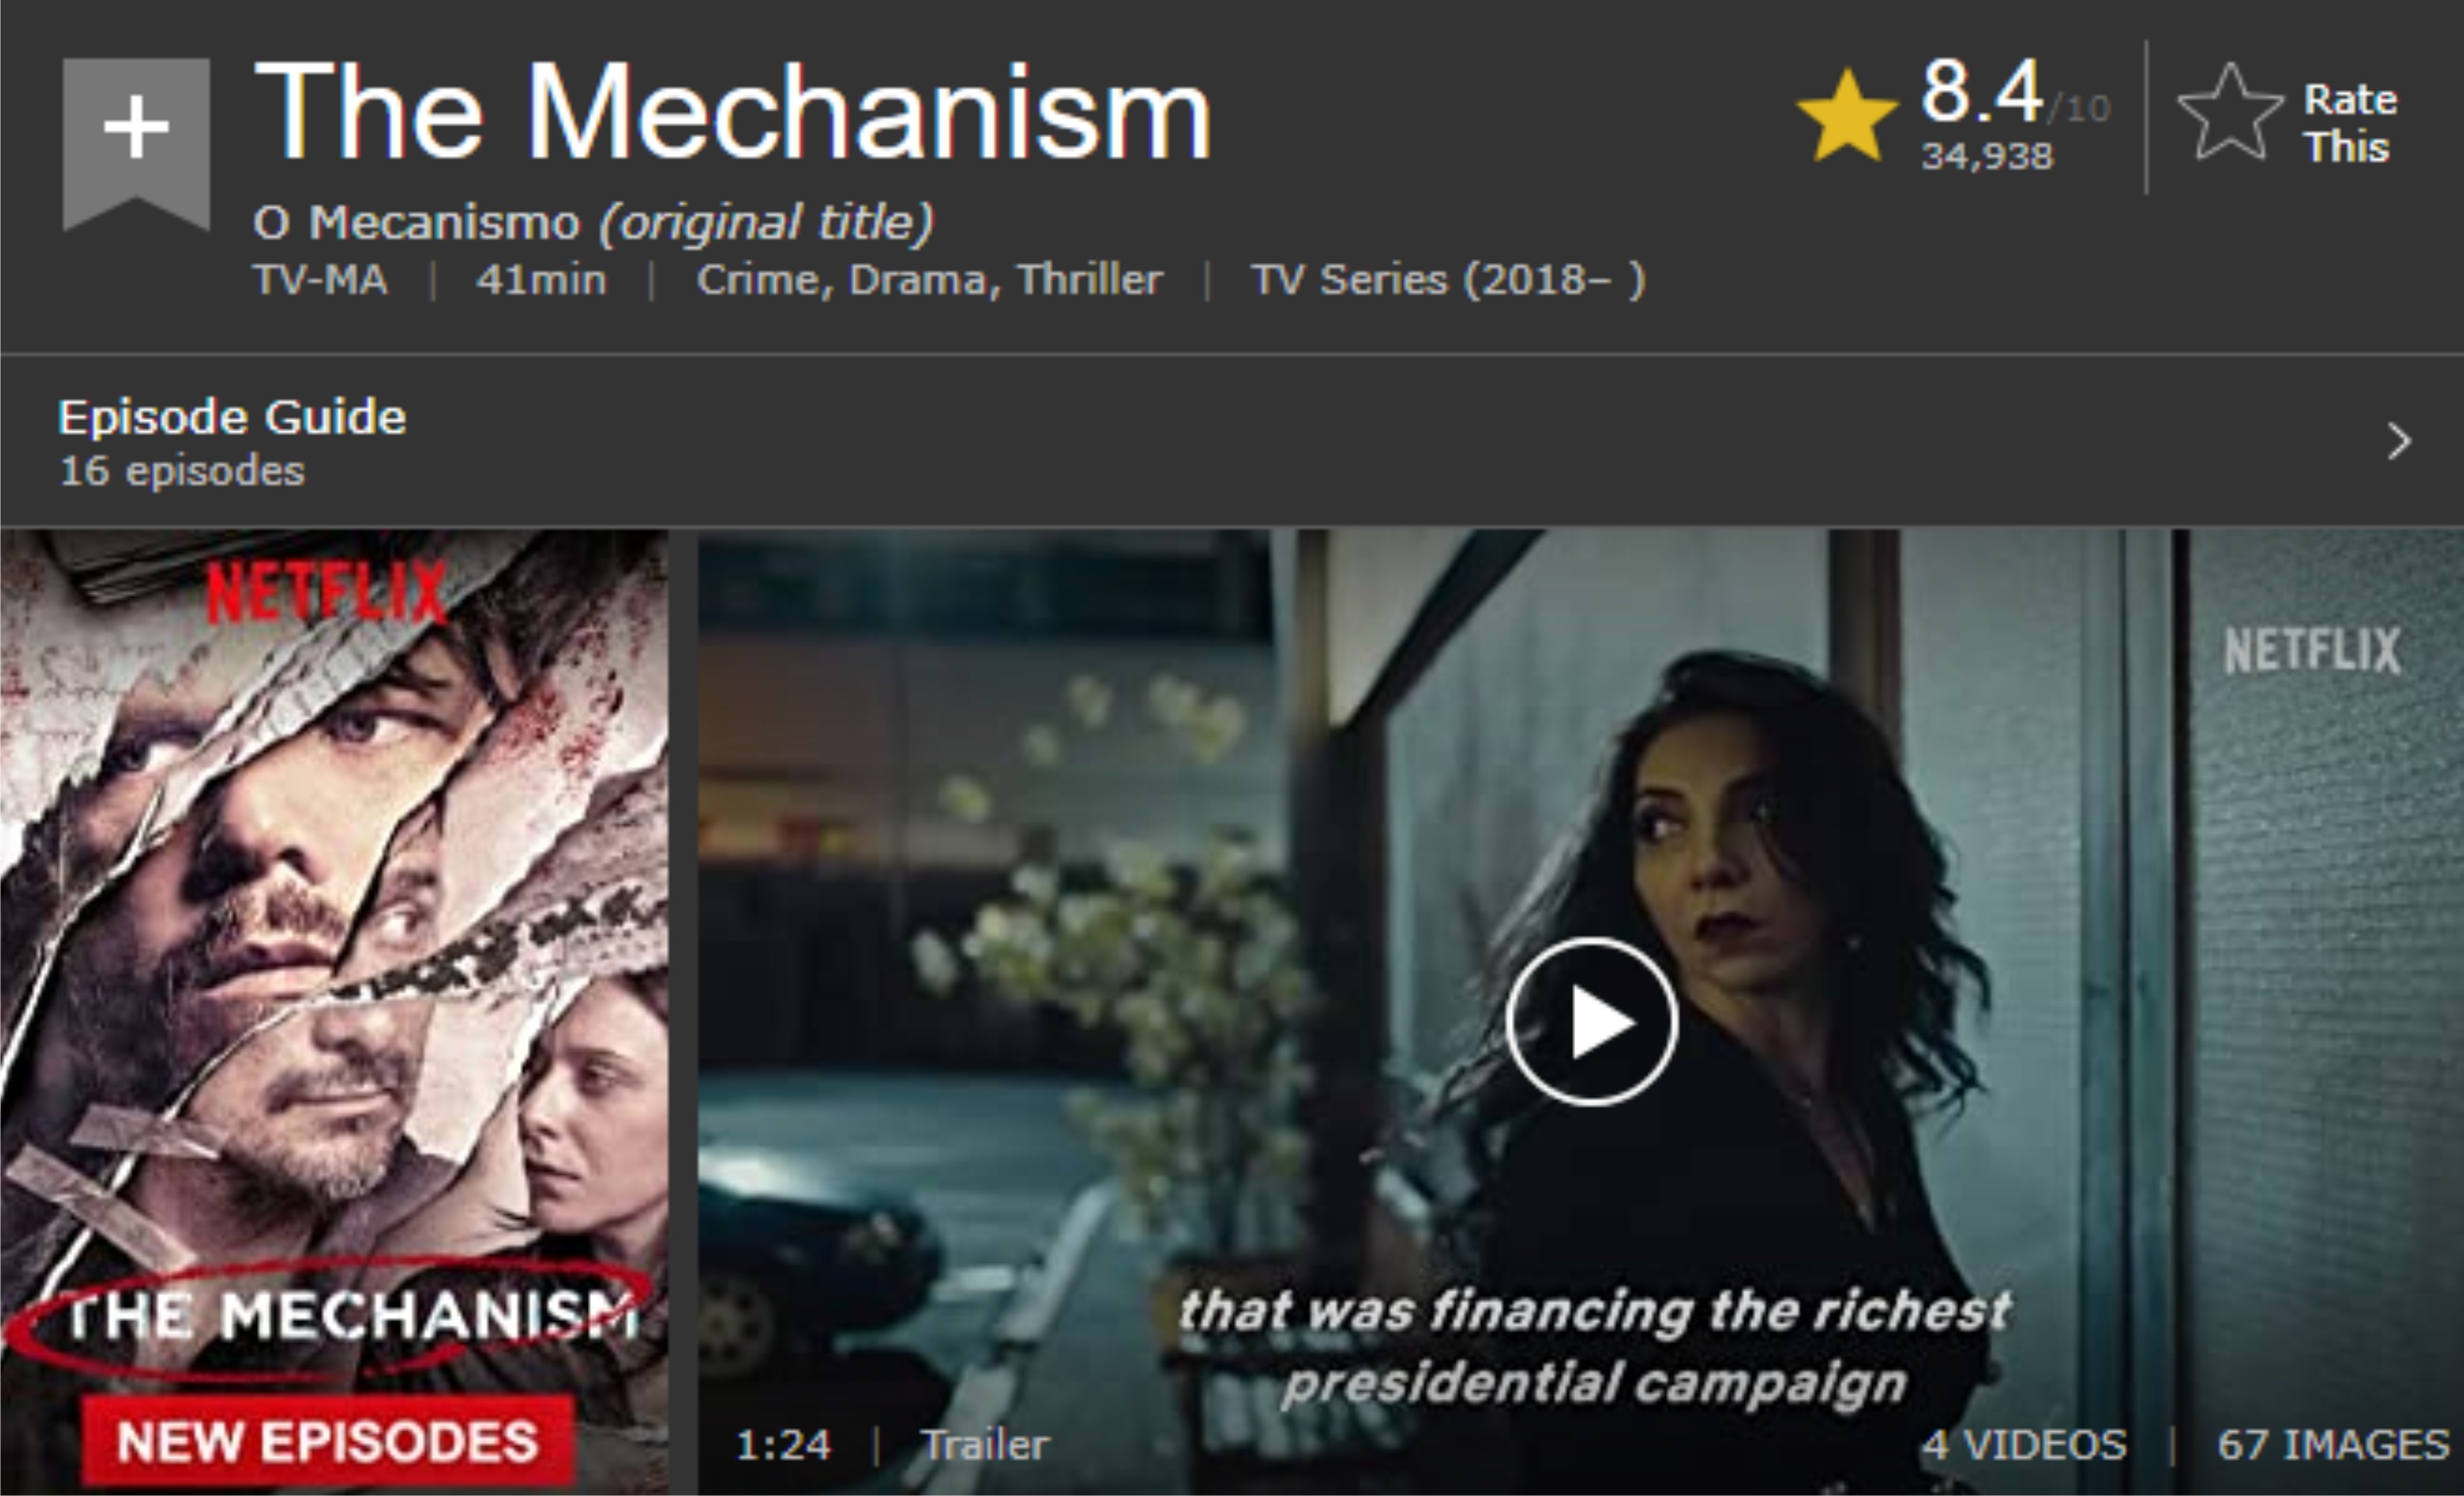 The Mechanism
8.4/10
34,938
Rate
This
O Mecanismo (original title)
TV-MA | 41min | Crime, Drama, Thriller | TV Series (2018– )
Episode Guide
16 episodes
NETFLIX
THE MECHANISM
NEW EPISODES
NETFLIX
that was financing the richest
presidential campaign
1:24 | Trailer
4 VIDEOS | 67 IMAGES